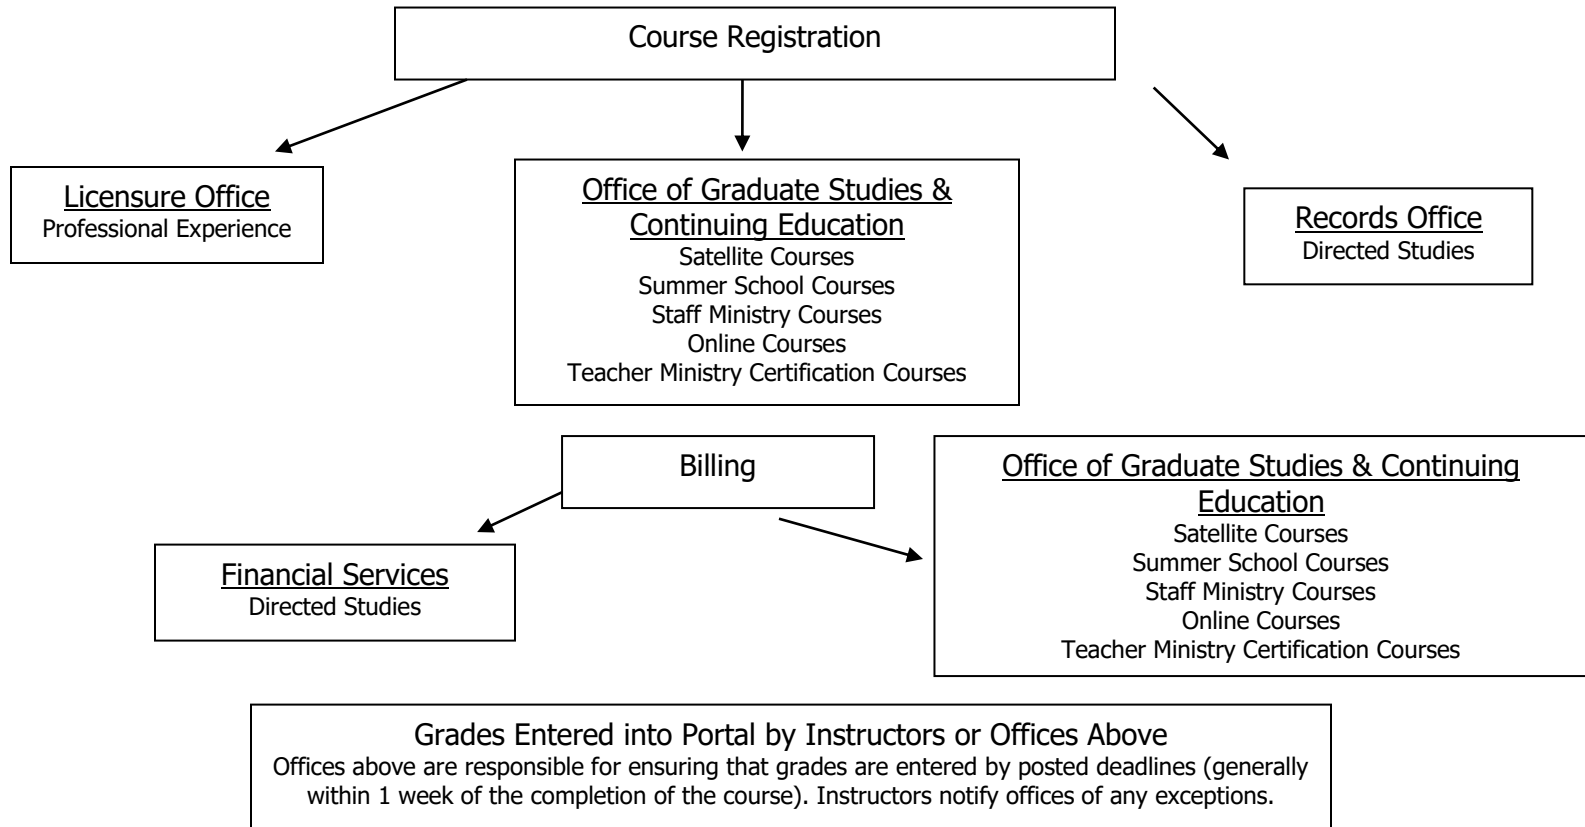 Course Registration
Licensure Office
Professional Experience
Office of Graduate Studies &
Continuing Education
Satellite Courses
Summer School Courses
Staff Ministry Courses
Online Courses
Teacher Ministry Certification Courses
Records Office
Directed Studies
Billing
Financial Services
Directed Studies
Office of Graduate Studies & Continuing
Education
Satellite Courses
Summer School Courses
Staff Ministry Courses
Online Courses
Teacher Ministry Certification Courses
Grades Entered into Portal by Instructors or Offices Above
Offices above are responsible for ensuring that grades are entered by posted deadlines (generally
within 1 week of the completion of the course). Instructors notify offices of any exceptions.